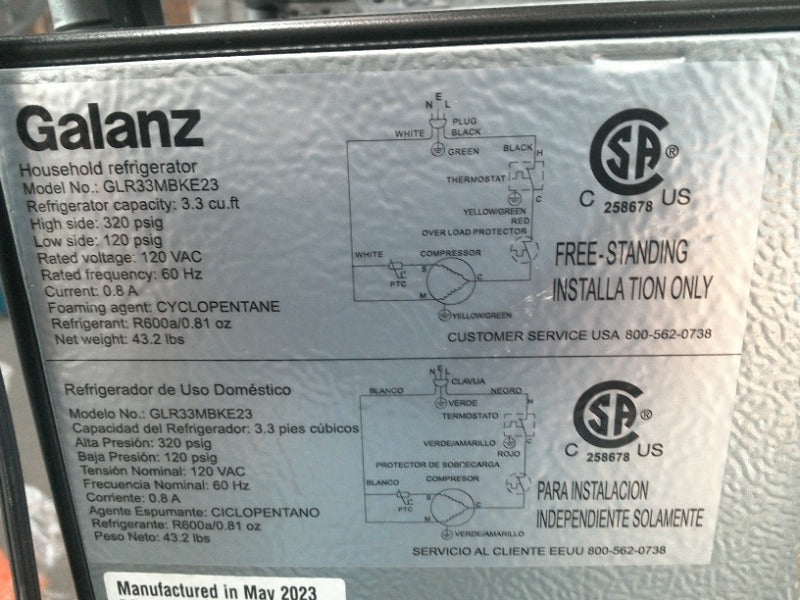 Galanz
Household refrigerator
Model No.: GLR33MBKE23
Refrigerator capacity: 3.3 cu.ft
High side: 320 psig
Low side: 120 psig
Rated voltage: 120 VAC
Rated frequency: 60 Hz
Current: 0.8 A
Foaming agent: CYCLOPENTANE
Refrigerant: R600a/0.81 oz
Net weight: 43.2 lbs
N E L
PLUG
WHITE BLACK
GREEN
BLACK H
THERMOSTAT
C
YELLOW/GREEN
RED
OVER LOAD PROTECTOR
WHITE
COMPRESSOR
PTC
S
C
M
YELLOW/GREEN
SA ®
C 258678 US
FREE-STANDING
INSTALLATION ONLY
CUSTOMER SERVICE USA 800-562-0738
Refrigerador de Uso Doméstico
Modelo No.: GLR33MBKE23
Capacidad del Refrigerador: 3.3 pies cúbicos
Alta Presión: 320 psig
Baja Presión: 120 psig
Tensión Nominal: 120 VAC
Frecuencia Nominal: 60 Hz
Corriente: 0.8 A
Agente Espumante: CICLOPENTANO
Refrigerante: R600a/0.81 oz
Peso Neto: 43.2 lbs
N E L
CLAVIJA
BLANCO NEGRO
VERDE
H
TERMOSTATO
C
VERDE/AMARILLO
ROJO
PROTECTOR DE SOBRECARGA
COMPRESOR
BLANCO
PTC
S
C
M
VERDE/AMARILLO
SA ®
C 258678 US
PARA INSTALACION
INDEPENDIENTE SOLAMENTE
SERVICIO AL CLIENTE EEUU 800-562-0738
Manufactured in May 2023